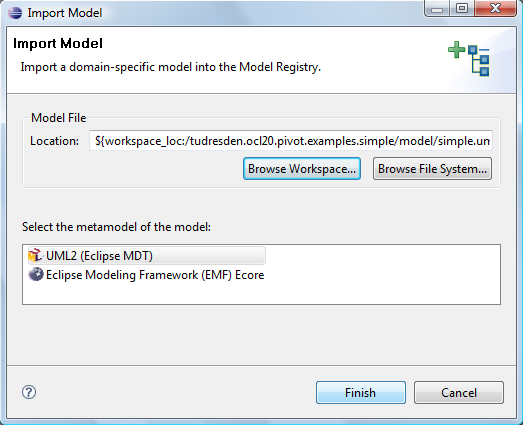 Import Model
Import Model
Import a domain-specific model into the Model Registry.
Model File
Location: ${workspace_loc:/tudresden.ocl20.pivot.examples.simple/model/simple.um
Browse Workspace... Browse File System...
Select the metamodel of the model:
UML2 (Eclipse MDT)
Eclipse Modeling Framework (EMF) Ecore
? Finish Cancel